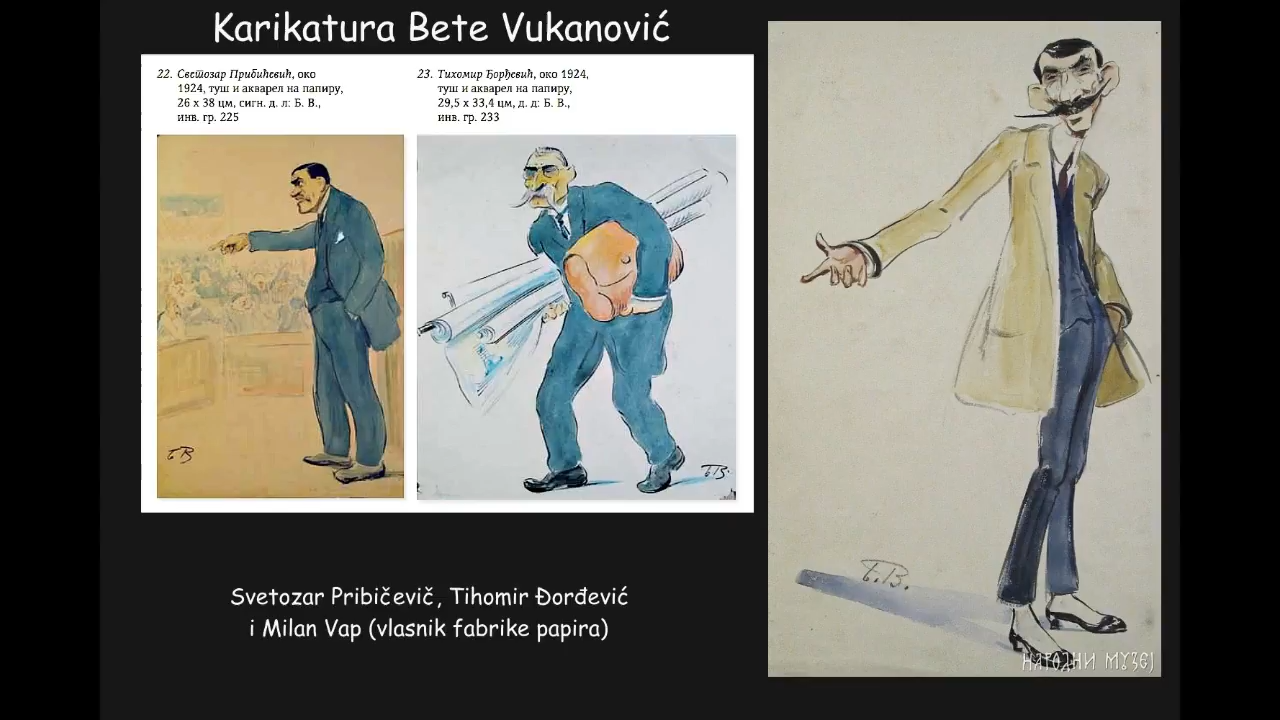 Karikatura Bete Vukanović
22. Светозар Прибићевић, око
1924, туш и акварел на папиру,
26 x 38 цм, сигн. д. л: Б. В.,
инв. гр. 225
23. Тихомир Ђорђевић, око 1924,
туш и акварел на папиру,
29,5 x 33,4 цм, д. д: Б. В.,
инв. гр. 233
Б В
Б.В.
Б.В.
НАРОДНИ МУЗЕЈ
Svetozar Pribičevič, Tihomir Đorđević
i Milan Vap (vlasnik fabrike papira)